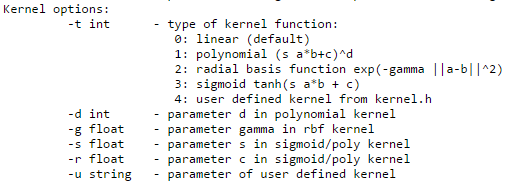 Kernel options:
-t int - type of kernel function:
0: linear (default)
1: polynomial (s a*b+c)^d
2: radial basis function exp(-gamma ||a-b||^2)
3: sigmoid tanh(s a*b + c)
4: user defined kernel from kernel.h
-d int - parameter d in polynomial kernel
-g float - parameter gamma in rbf kernel
-s float - parameter s in sigmoid/poly kernel
-r float - parameter c in sigmoid/poly kernel
-u string - parameter of user defined kernel